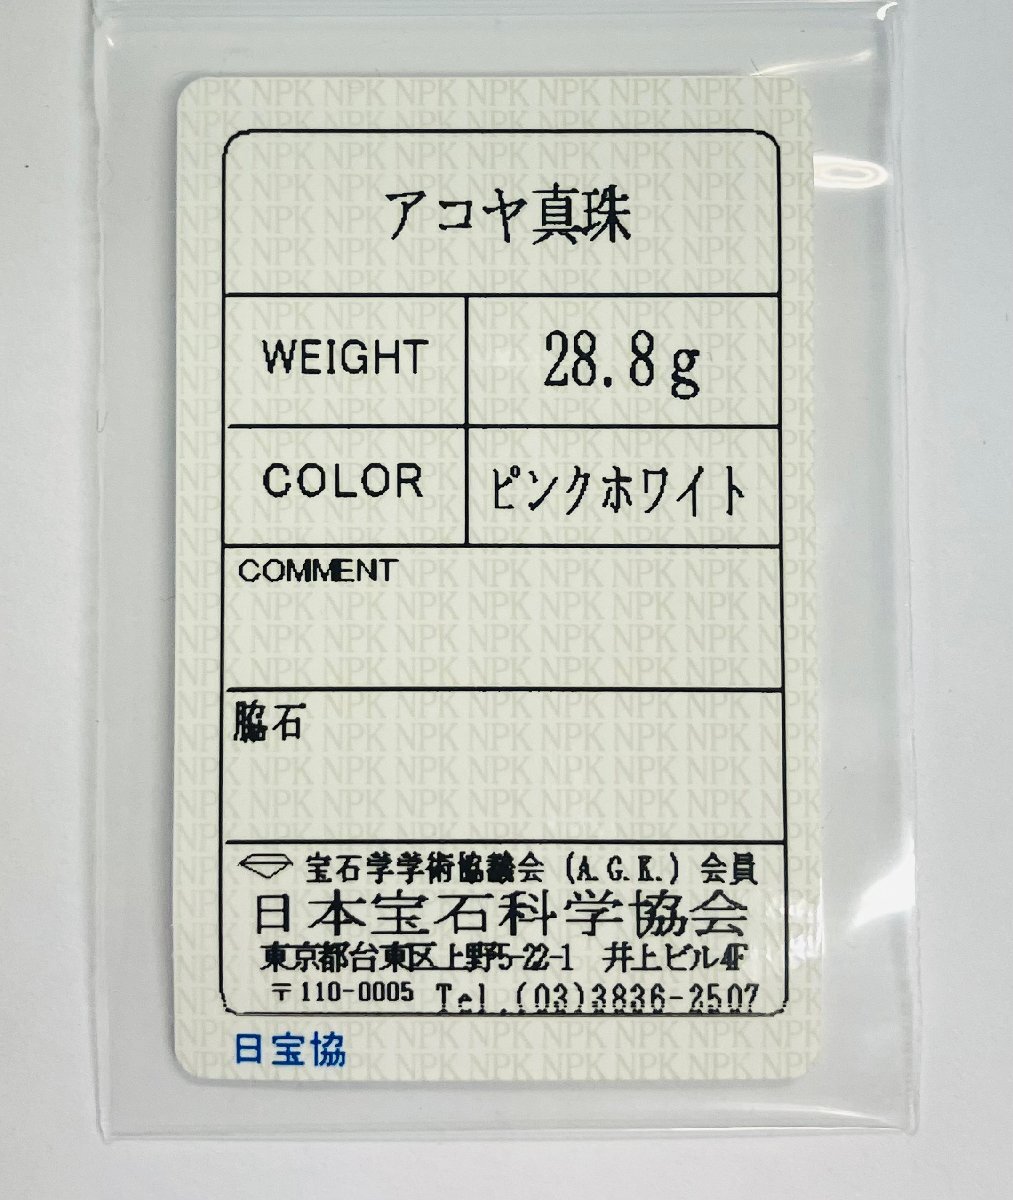 アコヤ真珠
WEIGHT 28.8g
COLOR ピンクホワイト
COMMENT
脇石
宝石学学術協議会 (A.G.K.) 会員
日本宝石科学協会
東京都台東区上野5-22-1 井上ビル4F
〒110-0005 Tel.(03)3836-2507
日宝協